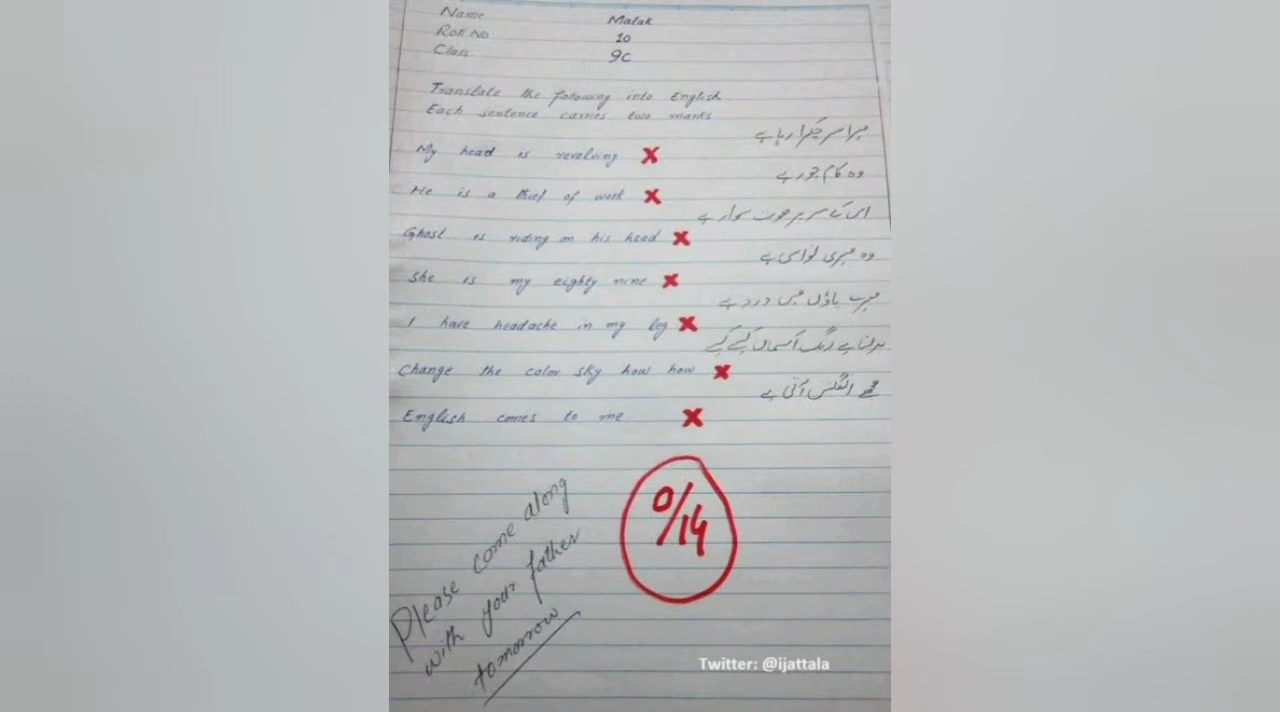 Name Malak
Roll No 10
Class 9C
Translate the following into English
Each sentence carries two marks
میرا سر چکرا رہا ہے
My head is revolving
وہ کام چور ہے
He is a thief of work
اس کے سر پر بھوت سوار ہے
Ghost is riding on his head
وہ میری نواسی ہے
She is my eighty nine
میرے پاؤں میں درد ہے
I have headache in my leg
بدلتا ہے رنگ آسماں کیسے کیسے
Change the color sky how how
مجھے انگلش آتی ہے
English comes to me
0/14
Please come along
with your father
tomorrow
Twitter: @ijattala